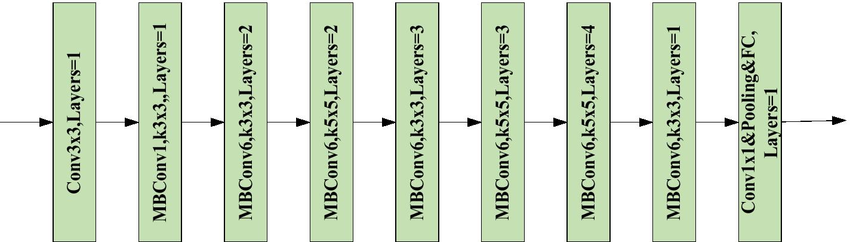 Conv3x3,Layers=1
MBConv1,k3x3,,Layers=1
MBConv6,k3x3,Layers=2
MBConv6,k5x5,Layers=2
MBConv6,k3x3,Layers=3
MBConv6,k5x5,Layers=3
MBConv6,k5x5,Layers=4
MBConv6,k3x3,Layers=1
Conv1x1&Pooling&FC,
Layers=1